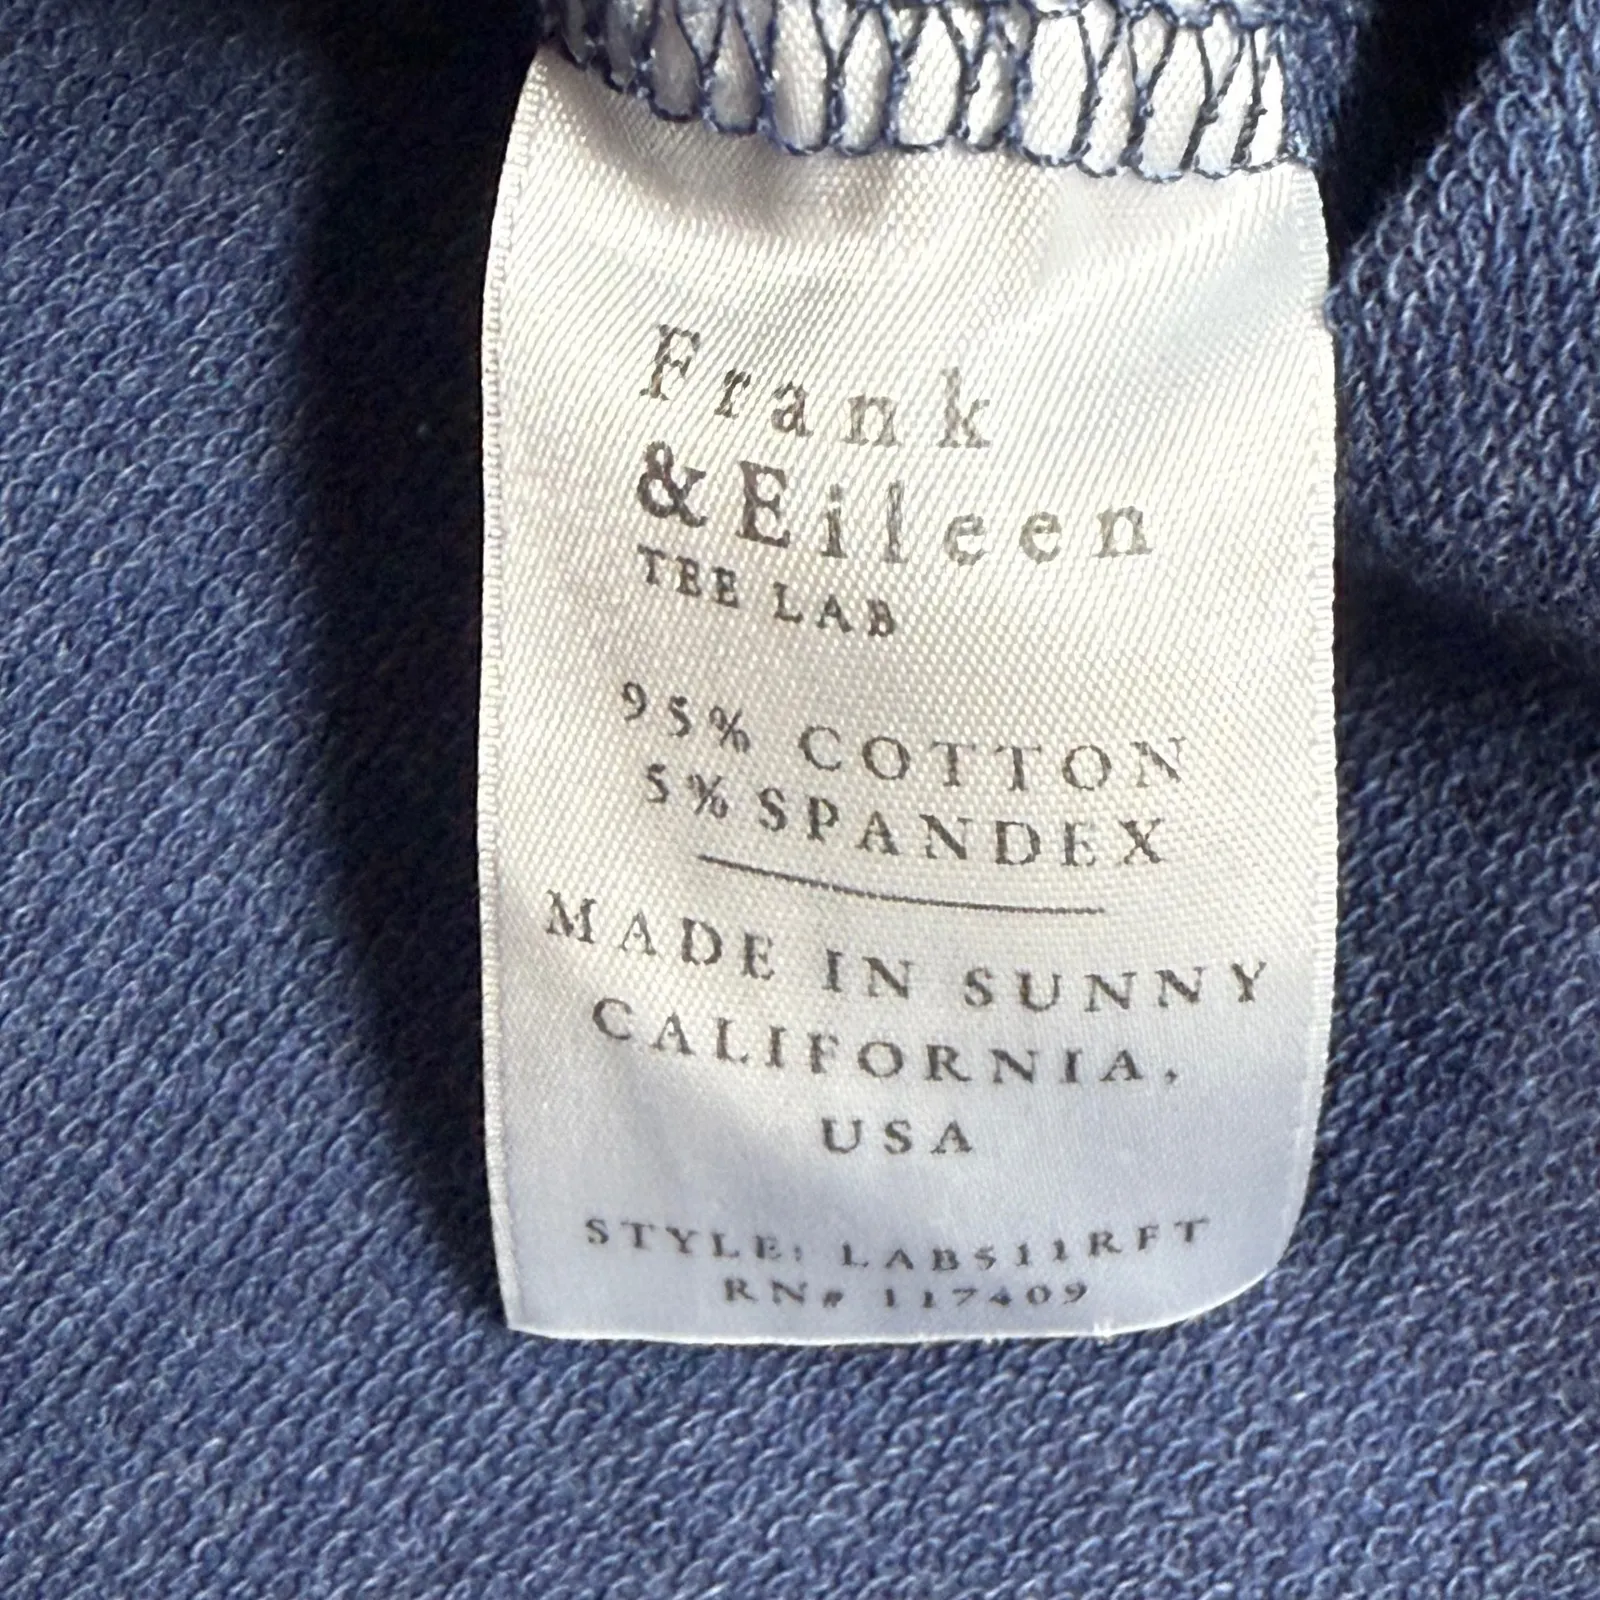 Frank
&Eileen
TEE LAB
95% COTTON
5% SPANDEX
MADE IN SUNNY
CALIFORNIA,
USA
STYLE: LAB511RFT
RN# 117409